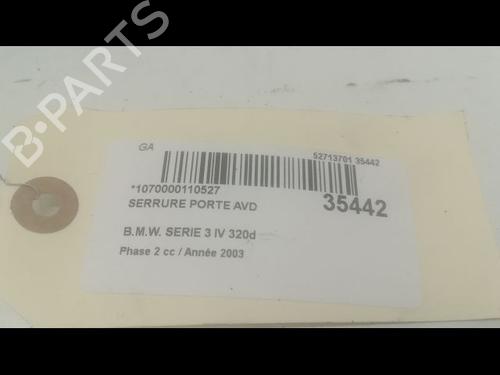 B-PARTS
GA
52713701 35442
*1070000110527
SERRURE PORTE AVD
35442
B.M.W. SERIE 3 IV 320d
Phase 2 cc / Année 2003